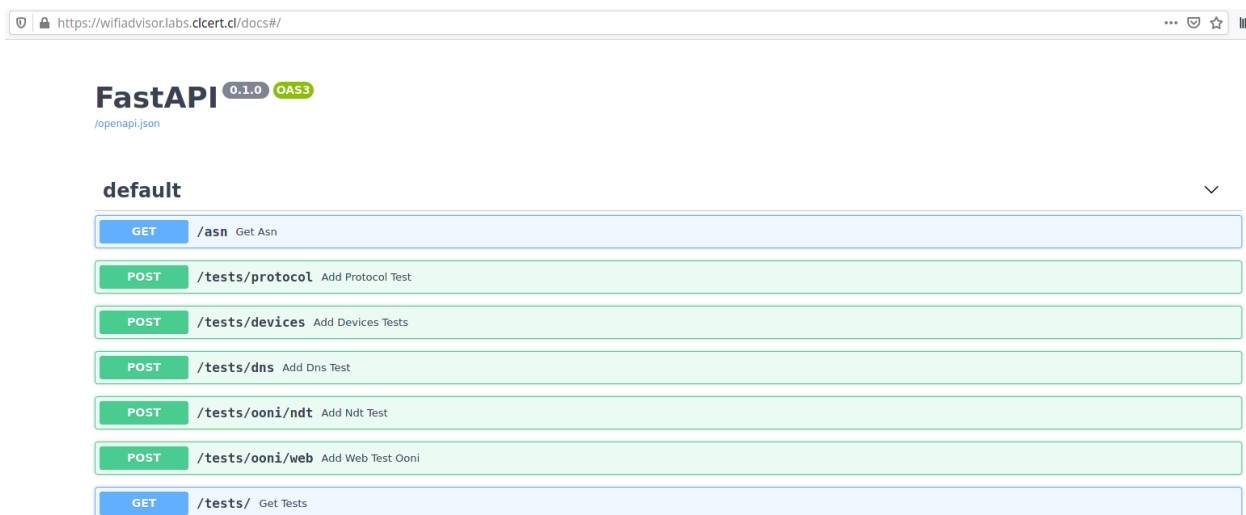 https://wifiadvisor.labs.clcert.cl/docs#/
FastAPI 0.1.0 OAS3
/openapi.json
default
GET /asn Get Asn
POST /tests/protocol Add Protocol Test
POST /tests/devices Add Devices Tests
POST /tests/dns Add Dns Test
POST /tests/ooni/ndt Add Ndt Test
POST /tests/ooni/web Add Web Test Ooni
GET /tests/ Get Tests